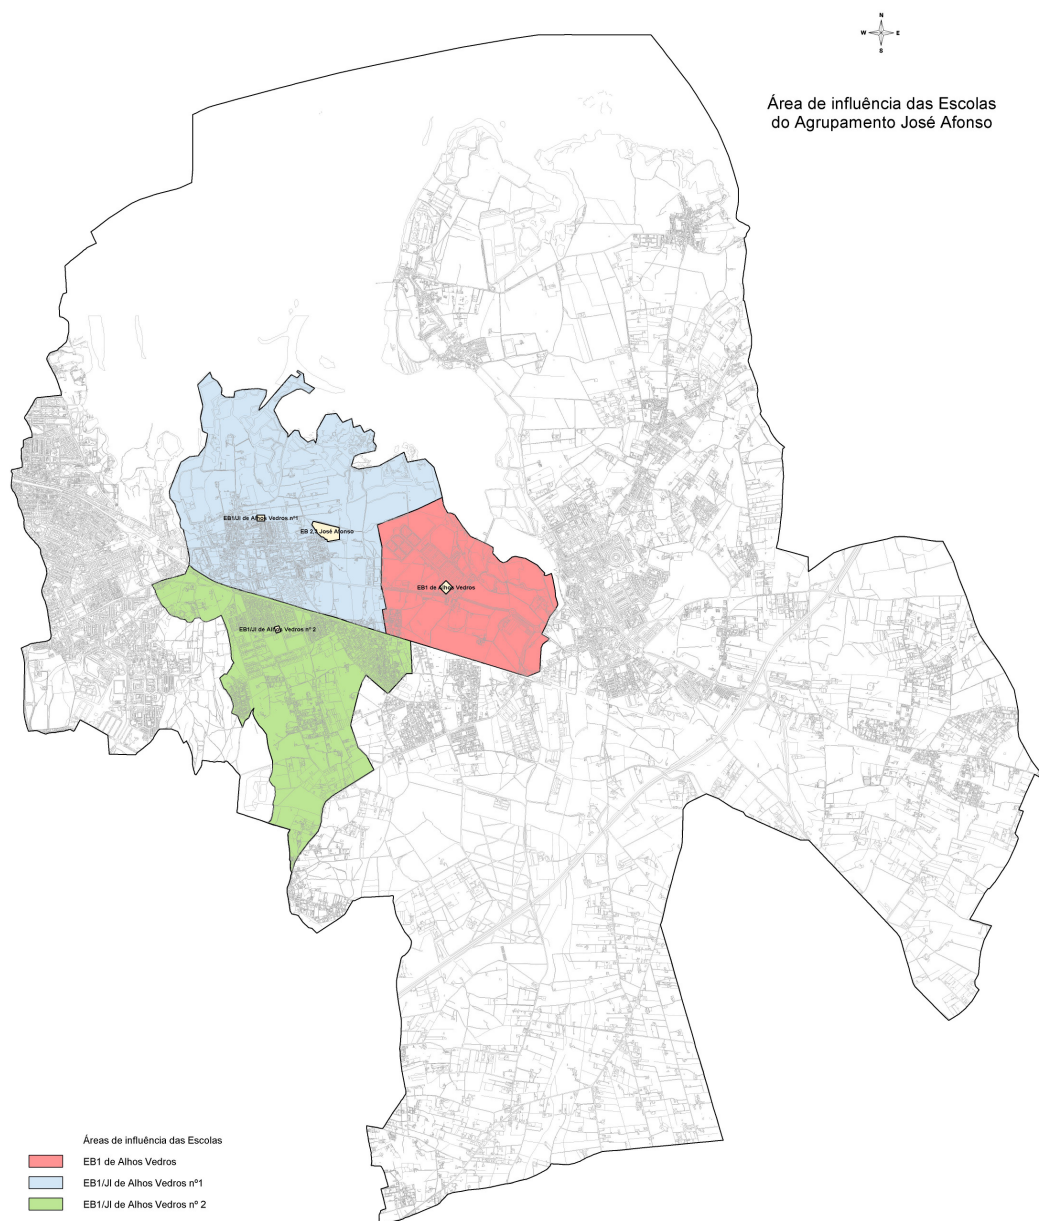 N
W E
S
Área de influência das Escolas
do Agrupamento José Afonso
EB1/JI de Alhos Vedros nº1
EB 2,3 José Afonso
EB1 de Alhos Vedros
EB1/JI de Alhos Vedros nº 2
Áreas de influência das Escolas
EB1 de Alhos Vedros
EB1/JI de Alhos Vedros nº1
EB1/JI de Alhos Vedros nº 2